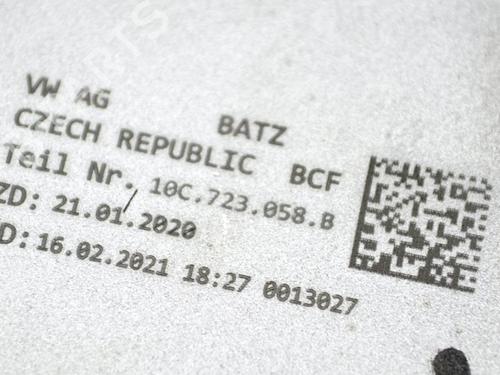 VW AG BATZ
CZECH REPUBLIC BCF
Teil Nr. 10C.723.058.B
ZD: 21.01.2020
D: 16.02.2021 18:27 0013027